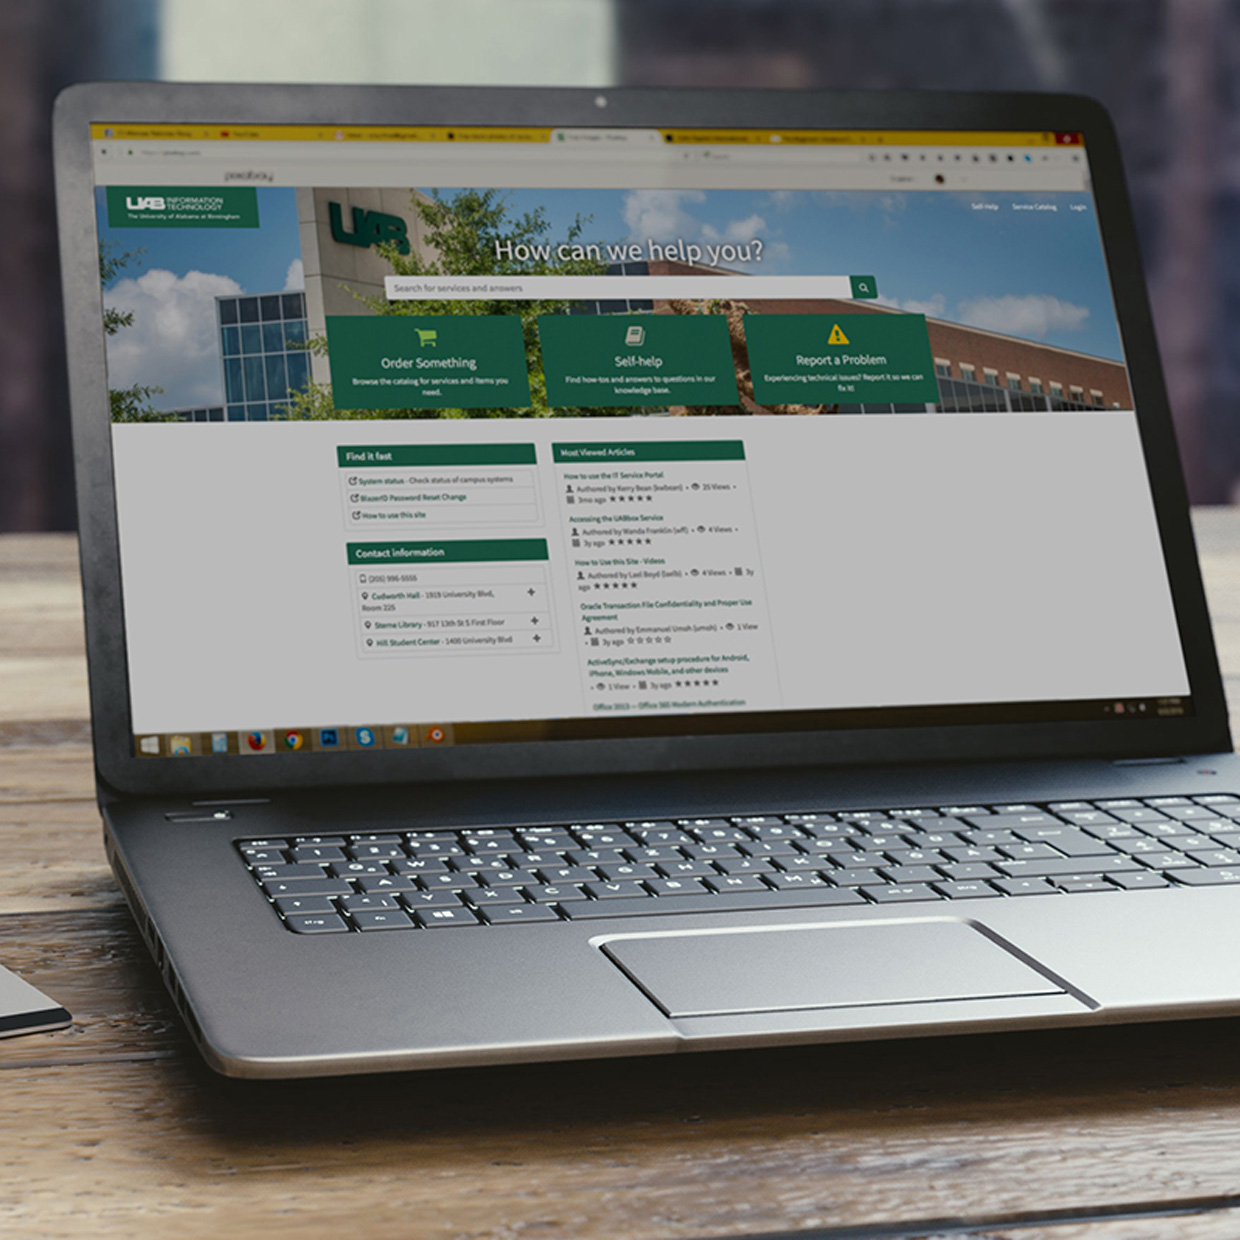 YouTube
pixabay
UAB INFORMATION
TECHNOLOGY
The University of Alabama at Birmingham
UAB
Self-Help Service Catalog Login
How can we help you?
Search for services and answers
Order Something
Browse the catalog for services and items you
need.
Self-help
Find how-tos and answers to questions in our
knowledge base.
Report a Problem
Experiencing technical issues? Report it so we can
fix it!
Find it fast
System status - Check status of campus systems
BlazerID Password Reset Change
How to use this site
Contact information
(205) 996-5555
Cudworth Hall - 1919 University Blvd,
Room 225
Sterne Library - 917 13th St S First Floor
Hill Student Center - 1400 University Blvd
Most Viewed Articles
How to use the IT Service Portal
Authored by Kerry Bean (kwbean) • 25 Views •
3mo ago ★★★★★
Accessing the UABbox Service
Authored by Wanda Franklin (wf) • 4 Views •
3y ago ★★★★★
How to Use this Site - Videos
Authored by Lael Boyd (laelb) • 4 Views • 3y
ago ★★★★★
Oracle Transaction File Confidentiality and Proper Use
Agreement
Authored by Emmanuel Umoh (umoh) • 1 View
• 3y ago ☆☆☆☆☆
ActiveSync/Exchange setup procedure for Android,
iPhone, Windows Mobile, and other devices
• 1 View • 3y ago ★★★★★
Office 2013 — Office 365 Modern Authentication